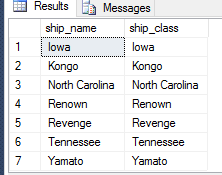 Results Messages
ship_name ship_class
1 Iowa Iowa
2 Kongo Kongo
3 North Carolina North Carolina
4 Renown Renown
5 Revenge Revenge
6 Tennessee Tennessee
7 Yamato Yamato